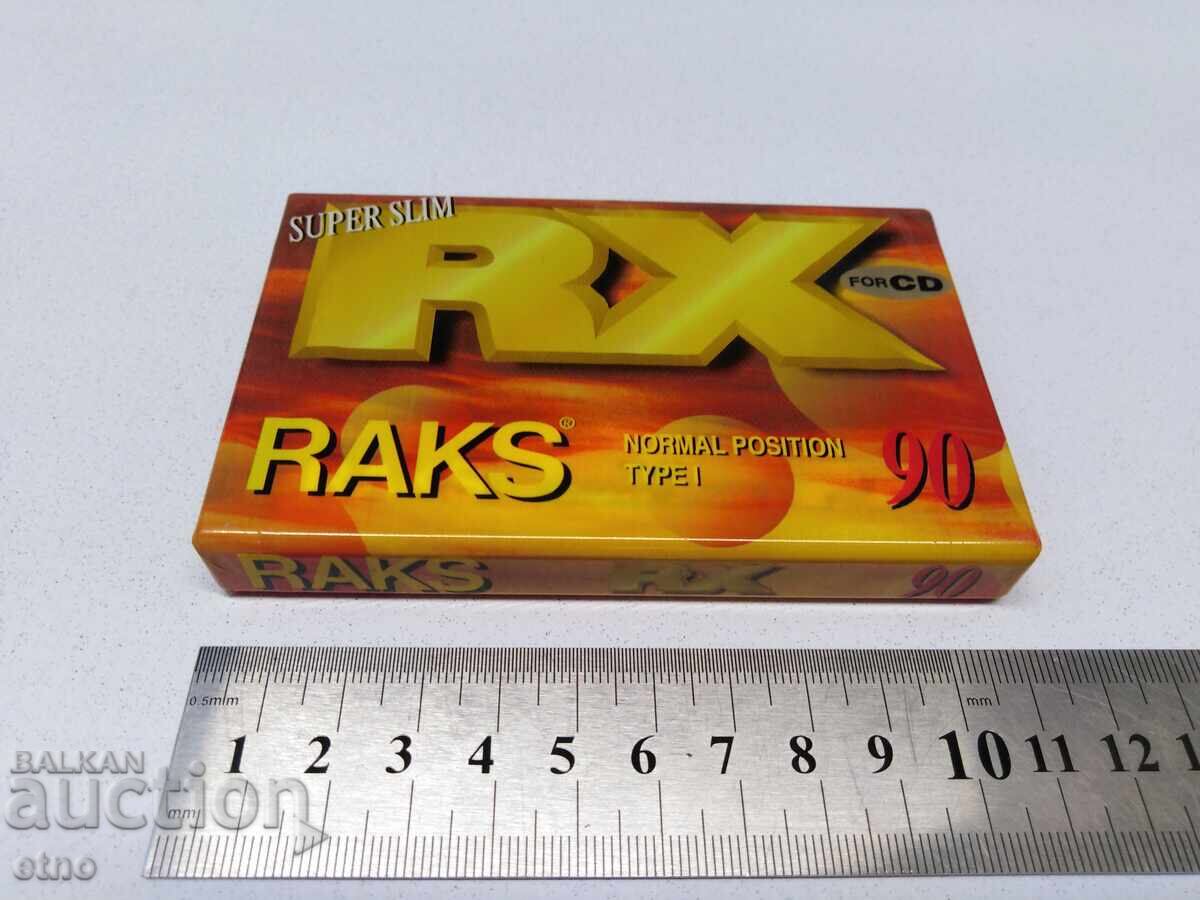 SUPER SLIM
RX
FOR CD
RAKS®
NORMAL POSITION
TYPE I
90
RAKS RX 90
0.5mm
mm
1 2 3 4 5 6 7 8 9 10 11 12 1
mm
BALKAN
auction
etno